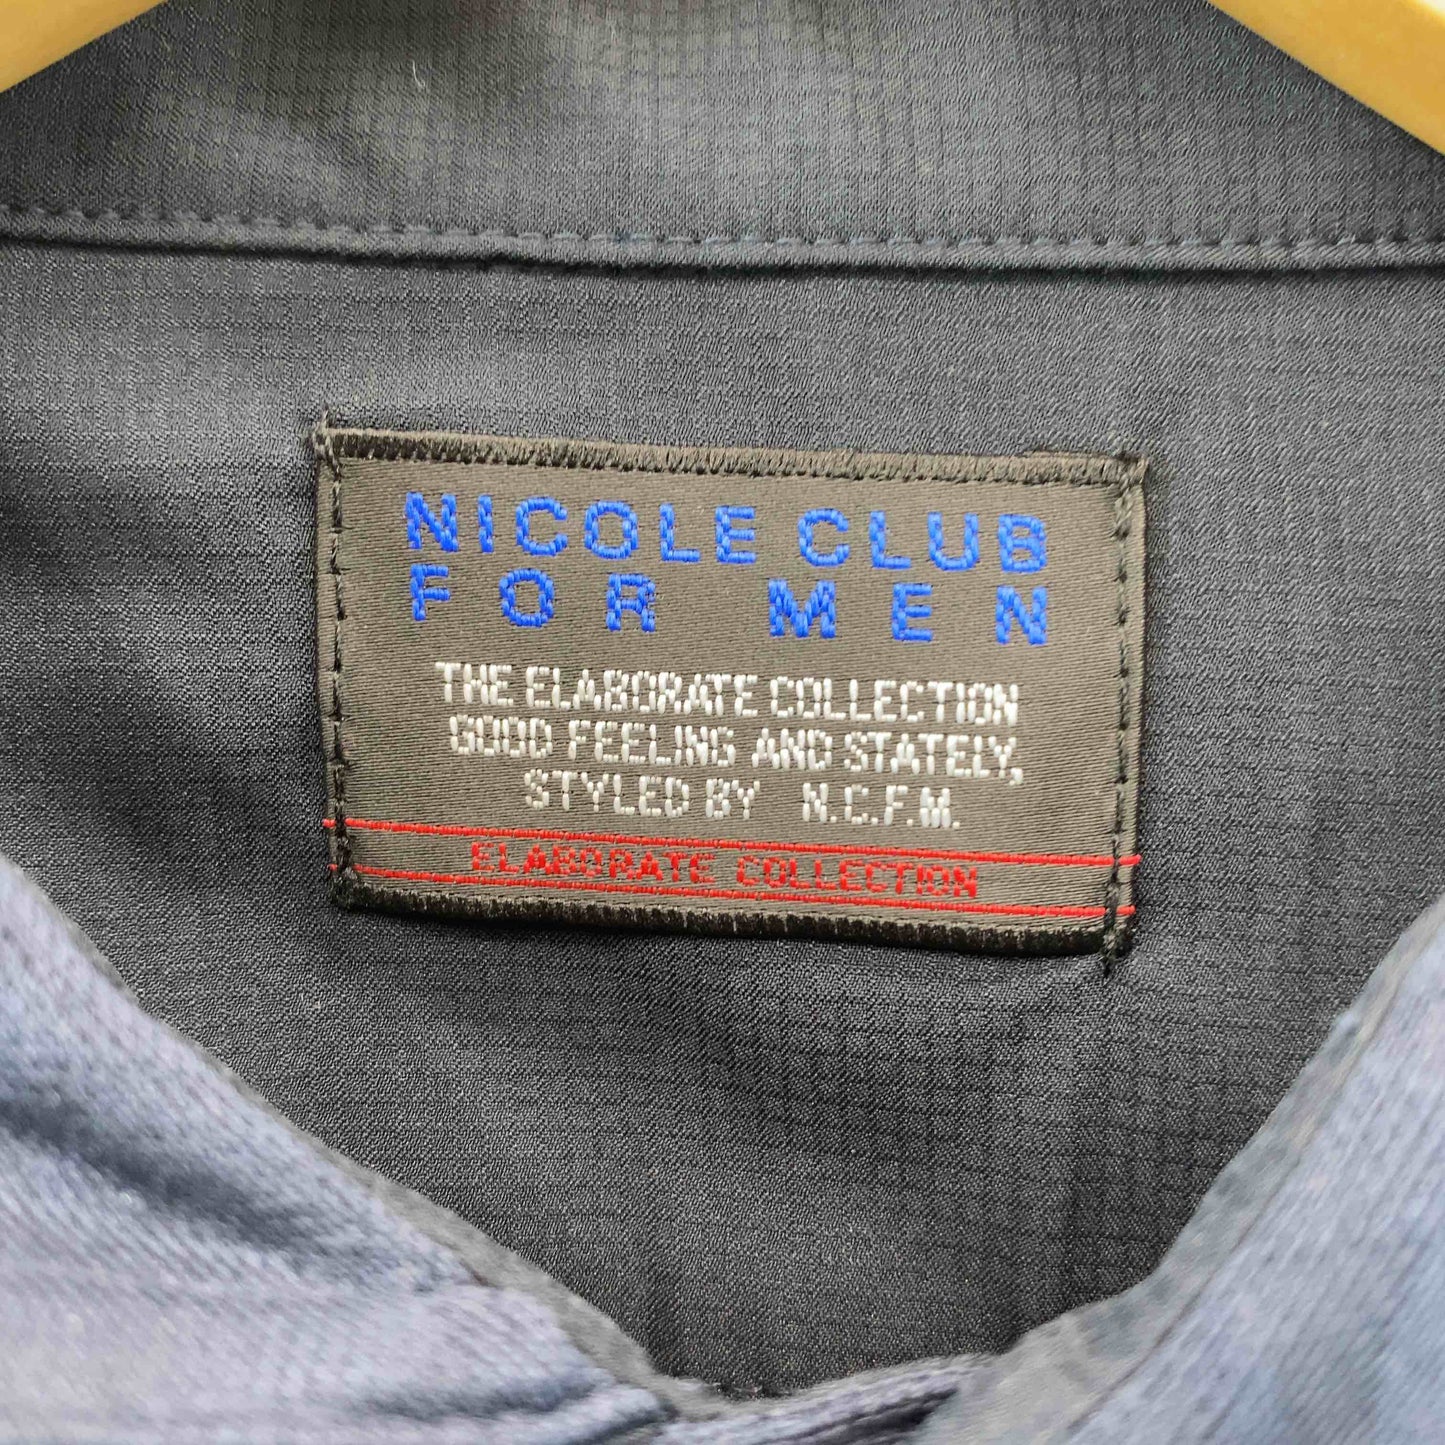 NICOLE CLUB
FOR MEN
THE ELABORATE COLLECTION
GOOD FEELING AND STATELY,
STYLED BY N.C.F.M.
ELABORATE COLLECTION